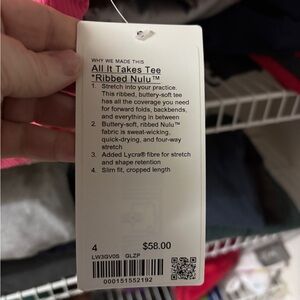 WHY WE MADE THIS
All It Takes Tee
*Ribbed Nulu™
1. Stretch into your practice.
This ribbed, buttery-soft tee
has all the coverage you need
for forward folds, backbends,
and everything in between
2. Buttery-soft, ribbed Nulu™
fabric is sweat-wicking,
quick-drying, and four-way
stretch
3. Added Lycra® fibre for stretch
and shape retention
4. Slim fit, cropped length
4 $58.00
LW3GV0S GLZP
000151552192